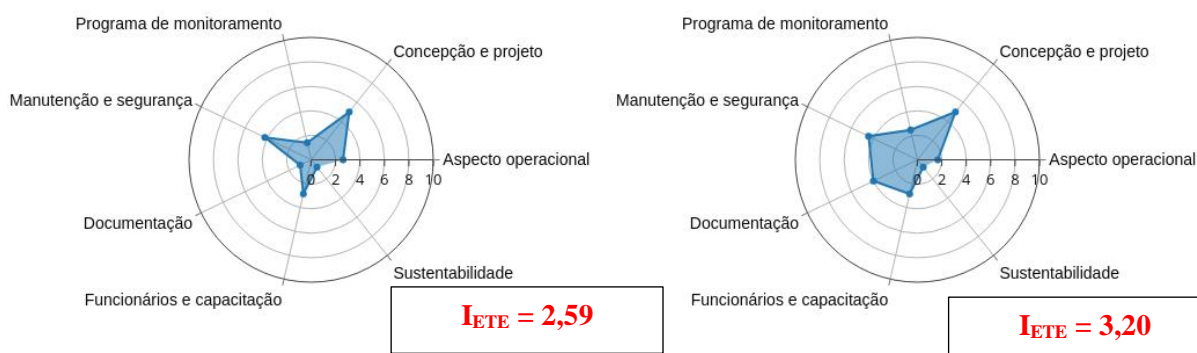 Programa de monitoramento
Concepção e projeto
Manutenção e segurança
Aspecto operacional
0 2 4 6 8 10
Documentação
Sustentabilidade
Funcionários e capacitação
I_ETE = 2,59
Programa de monitoramento
Concepção e projeto
Manutenção e segurança
Aspecto operacional
0 2 4 6 8 10
Documentação
Sustentabilidade
Funcionários e capacitação
I_ETE = 3,20